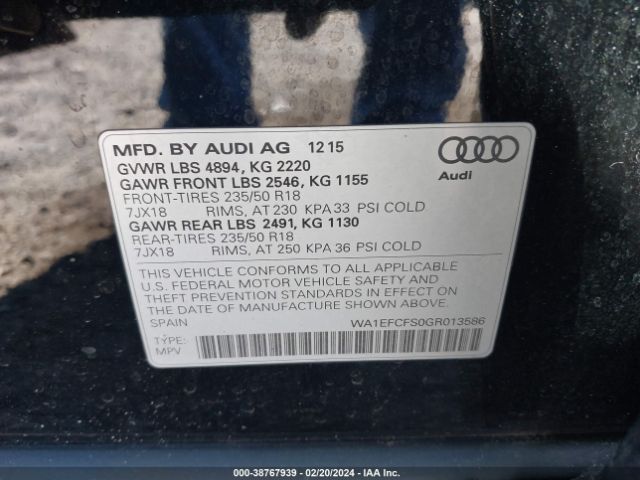 MFD. BY AUDI AG 12 15
GVWR LBS 4894, KG 2220
GAWR FRONT LBS 2546, KG 1155
FRONT-TIRES 235/50 R18
7JX18 RIMS, AT 230 KPA 33 PSI COLD
GAWR REAR LBS 2491, KG 1130
REAR-TIRES 235/50 R18
7JX18 RIMS, AT 250 KPA 36 PSI COLD
Audi
THIS VEHICLE CONFORMS TO ALL APPLICABLE
U.S. FEDERAL MOTOR VEHICLE SAFETY AND
THEFT PREVENTION STANDARDS IN EFFECT ON
THE DATE OF MANUFACTURE SHOWN ABOVE.
SPAIN WA1EFCFS0GR013586
TYPE:
MPV
000-38767939 - 02/20/2024 - IAA Inc.